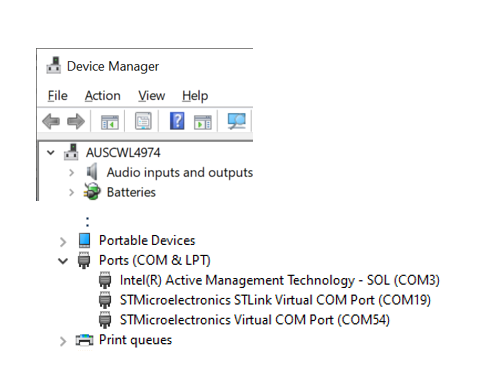 Device Manager
File Action View Help
AUSCWL4974
Audio inputs and outputs
Batteries
:
Portable Devices
Ports (COM & LPT)
Intel(R) Active Management Technology - SOL (COM3)
STMicroelectronics STLink Virtual COM Port (COM19)
STMicroelectronics Virtual COM Port (COM54)
Print queues